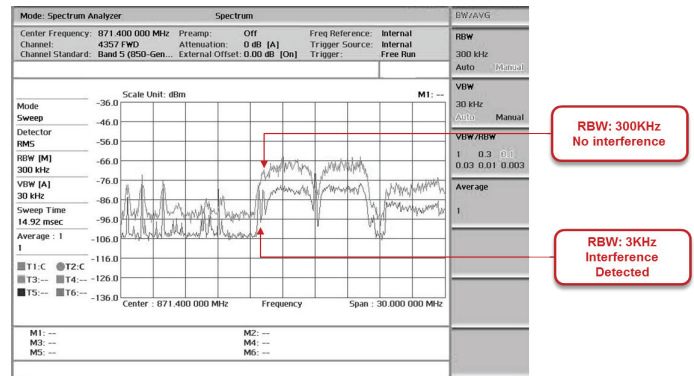 Mode: Spectrum Analyzer Spectrum
Center Frequency: 871.400 000 MHz Preamp: Off Freq Reference: Internal
Channel: 4357 FWD Attenuation: 0 dB [A] Trigger Source: Internal
Channel Standard: Band 5 (850-Gen... External Offset: 0.00 dB [On] Trigger: Free Run
Scale Unit: dBm M1: --
Mode
Sweep
Detector
RMS
RBW [M]
300 kHz
VBW [A]
30 kHz
Sweep Time
14.92 msec
Average : 1
1
T1:C T2:C
T3:-- T4:--
T5:-- T6:--
-36.0
-46.0
-56.0
-66.0
-76.0
-86.0
-96.0
-106.0
-116.0
-126.0
-136.0
Center : 871.400 000 MHz Frequency Span : 30.000 000 MHz
M1: -- M2: --
M3: -- M4: --
M5: -- M6: --
BW/AVG
RBW
300 kHz
Auto Manual
VBW
30 kHz
Auto Manual
VBW/RBW
1 0.3 0.1
0.03 0.01 0.003
Average
1
RBW: 300KHz
No interference
RBW: 3KHz
Interference
Detected